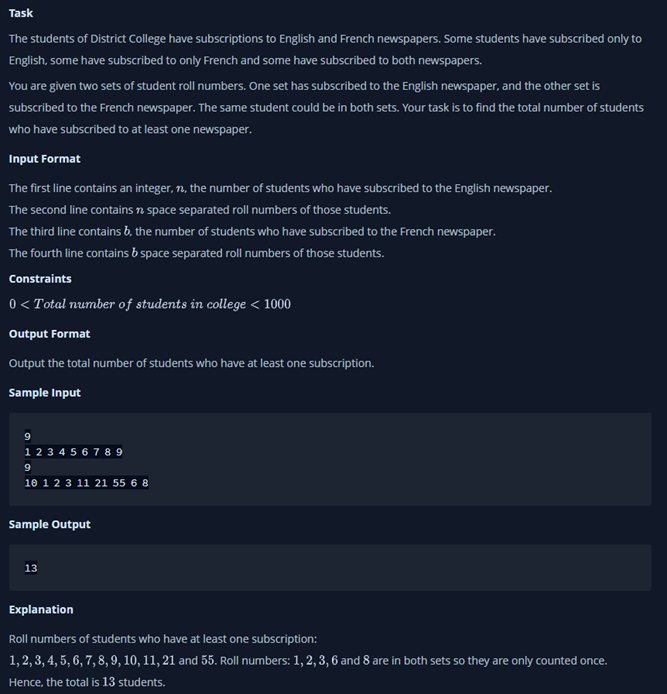 Task
The students of District College have subscriptions to English and French newspapers. Some students have subscribed only to
English, some have subscribed to only French and some have subscribed to both newspapers.
You are given two sets of student roll numbers. One set has subscribed to the English newspaper, and the other set is
subscribed to the French newspaper. The same student could be in both sets. Your task is to find the total number of students
who have subscribed to at least one newspaper.
Input Format
The first line contains an integer, n, the number of students who have subscribed to the English newspaper.
The second line contains n space separated roll numbers of those students.
The third line contains b, the number of students who have subscribed to the French newspaper.
The fourth line contains b space separated roll numbers of those students.
Constraints
0 < Total number of students in college < 1000
Output Format
Output the total number of students who have at least one subscription.
Sample Input
9
1 2 3 4 5 6 7 8 9
9
10 1 2 3 11 21 55 6 8
Sample Output
13
Explanation
Roll numbers of students who have at least one subscription:
1, 2, 3, 4, 5, 6, 7, 8, 9, 10, 11, 21 and 55. Roll numbers: 1, 2, 3, 6 and 8 are in both sets so they are only counted once.
Hence, the total is 13 students.